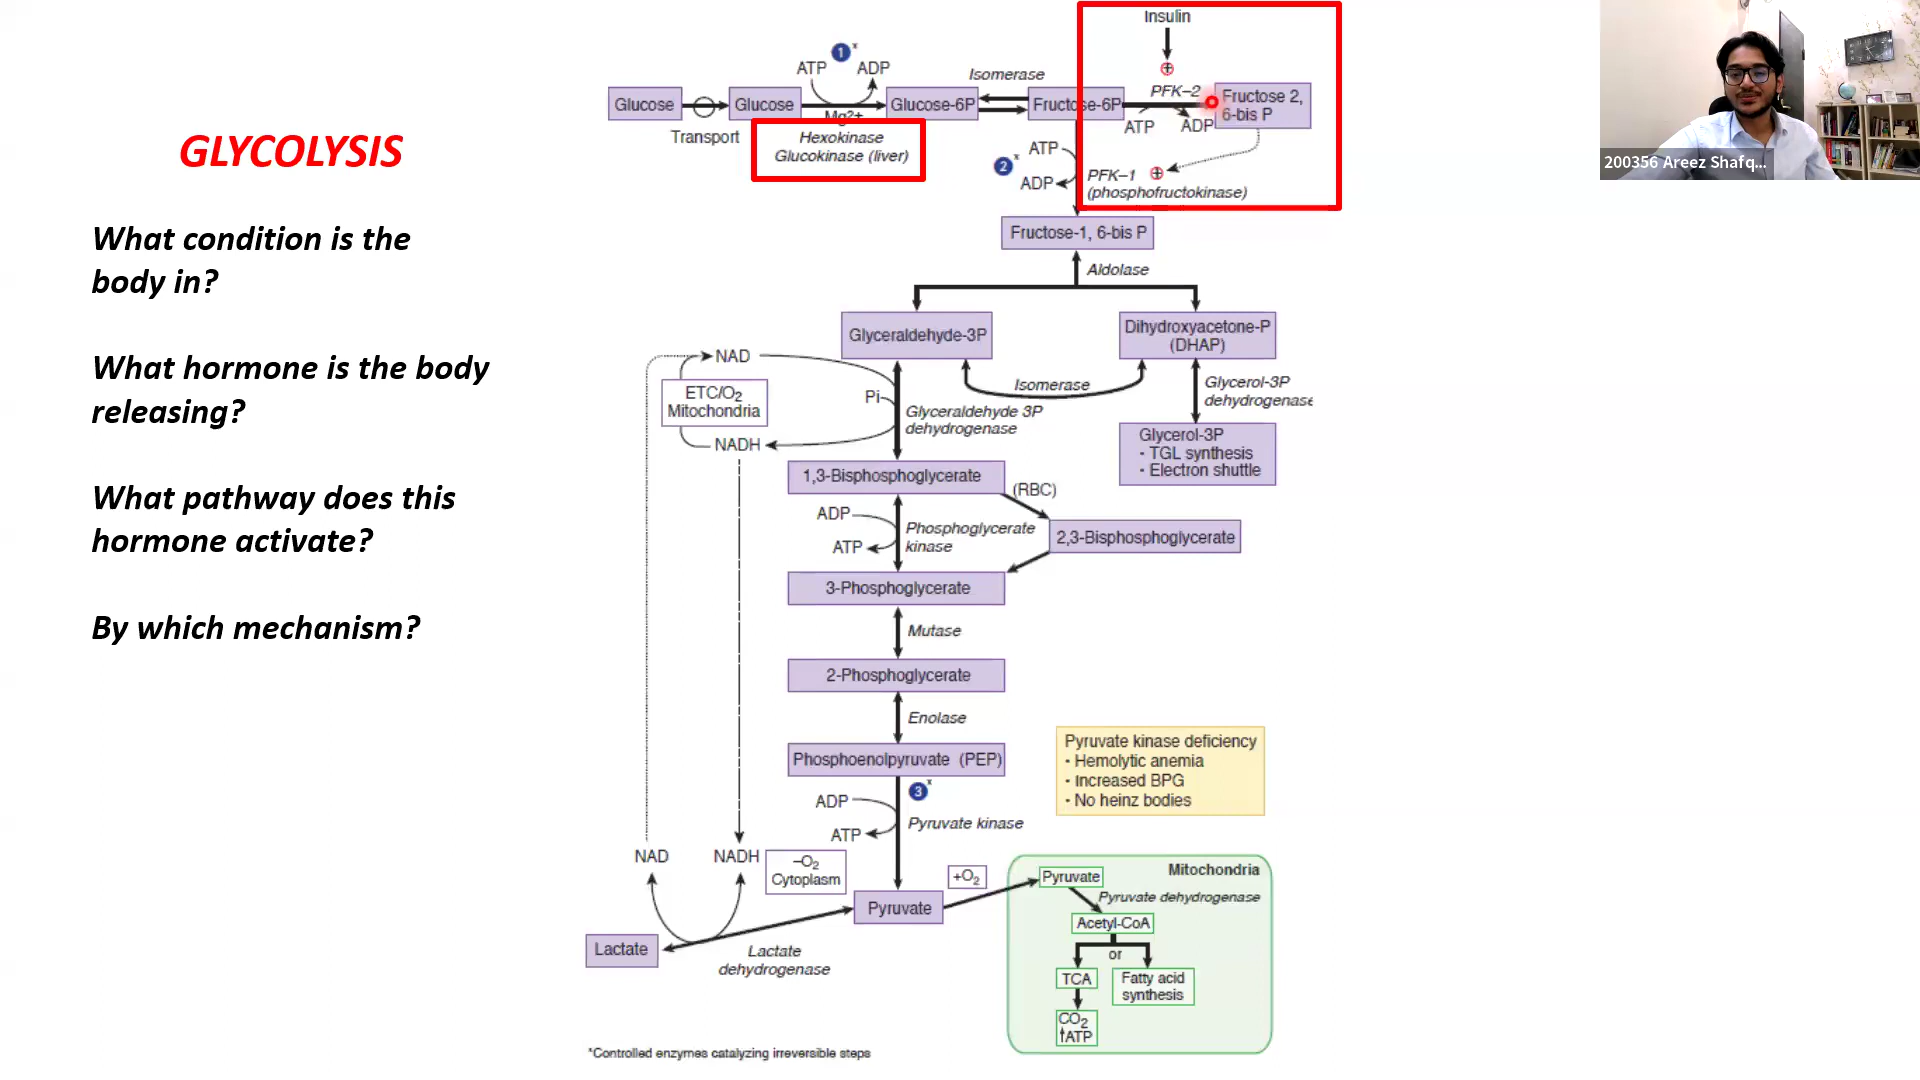 GLYCOLYSIS
What condition is the
body in?
What hormone is the body
releasing?
What pathway does this
hormone activate?
By which mechanism?
Insulin
1 x
ATP
ADP
Isomerase
PFK–2
Glucose
Glucose
Glucose-6P
Fructose-6P
Fructose 2,
6-bis P
Mg2+
Transport
Hexokinase
Glucokinase (liver)
ATP
ADP
2 x
ATP
ADP
PFK–1
(phosphofructokinase)
Fructose-1, 6-bis P
Aldolase
Glyceraldehyde-3P
Dihydroxyacetone-P
(DHAP)
NAD
ETC/O2
Mitochondria
NADH
Pi
Isomerase
Glyceraldehyde 3P
dehydrogenase
Glycerol-3P
dehydrogenase
Glycerol-3P
· TGL synthesis
· Electron shuttle
1,3-Bisphosphoglycerate
(RBC)
ADP
ATP
Phosphoglycerate
kinase
2,3-Bisphosphoglycerate
3-Phosphoglycerate
Mutase
2-Phosphoglycerate
Enolase
Phosphoenolpyruvate (PEP)
Pyruvate kinase deficiency
· Hemolytic anemia
· Increased BPG
· No heinz bodies
3 x
ADP
ATP
Pyruvate kinase
NAD
NADH
–O2
Cytoplasm
+O2
Pyruvate
Lactate
Lactate
dehydrogenase
Mitochondria
Pyruvate
Pyruvate dehydrogenase
Acetyl-CoA
or
TCA
Fatty acid
synthesis
CO2
↑ATP
*Controlled enzymes catalyzing irreversible steps
200356 Areez Shafq...